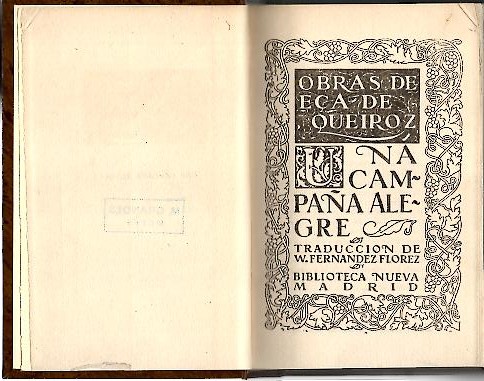 OBRAS DE
EÇA-DE
QUEIROZ
UNA
CAM-
PAÑA ALE-
GRE
TRADUCCION DE
W. FERNANDEZ FLOREZ
BIBLIOTECA NUEVA
MADRID